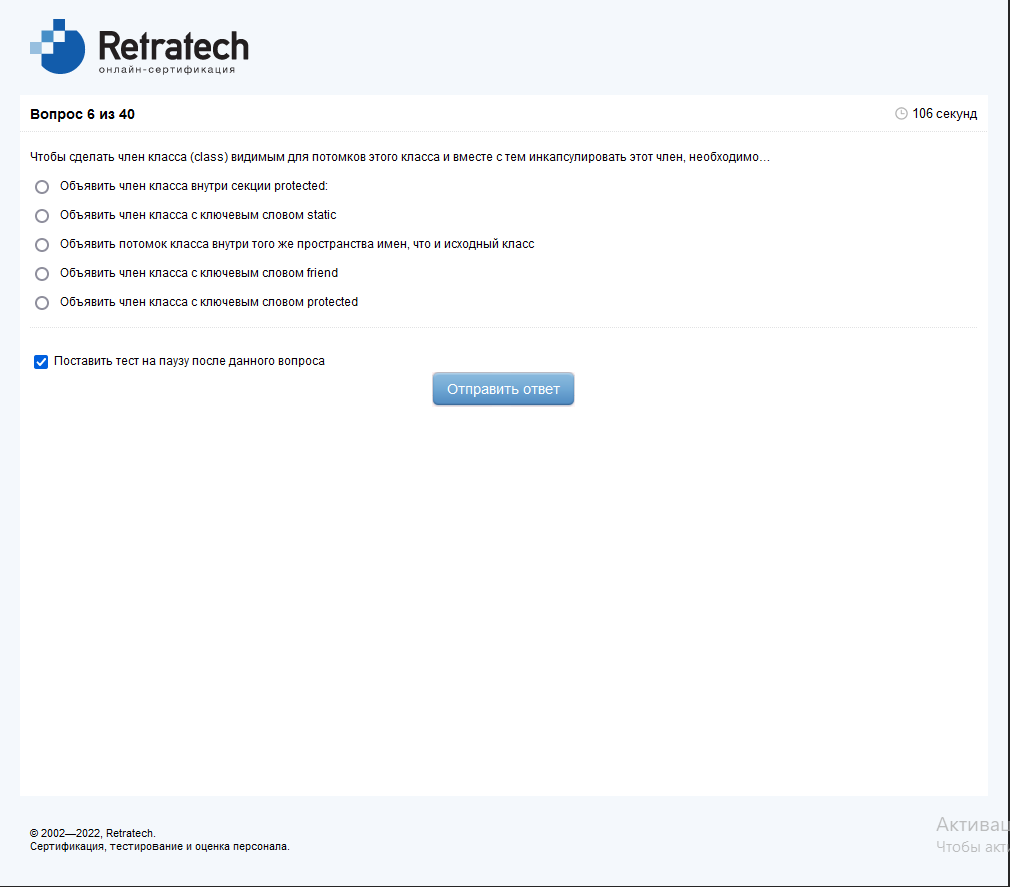 Retratech
онлайн-сертификация
Вопрос 6 из 40
106 секунд
Чтобы сделать член класса (class) видимым для потомков этого класса и вместе с тем инкапсулировать этот член, необходимо…
Объявить член класса внутри секции protected:
Объявить член класса с ключевым словом static
Объявить потомок класса внутри того же пространства имен, что и исходный класс
Объявить член класса с ключевым словом friend
Объявить член класса с ключевым словом protected
Поставить тест на паузу после данного вопроса
Отправить ответ
© 2002—2022, Retratech.
Сертификация, тестирование и оценка персонала.
Чтобы